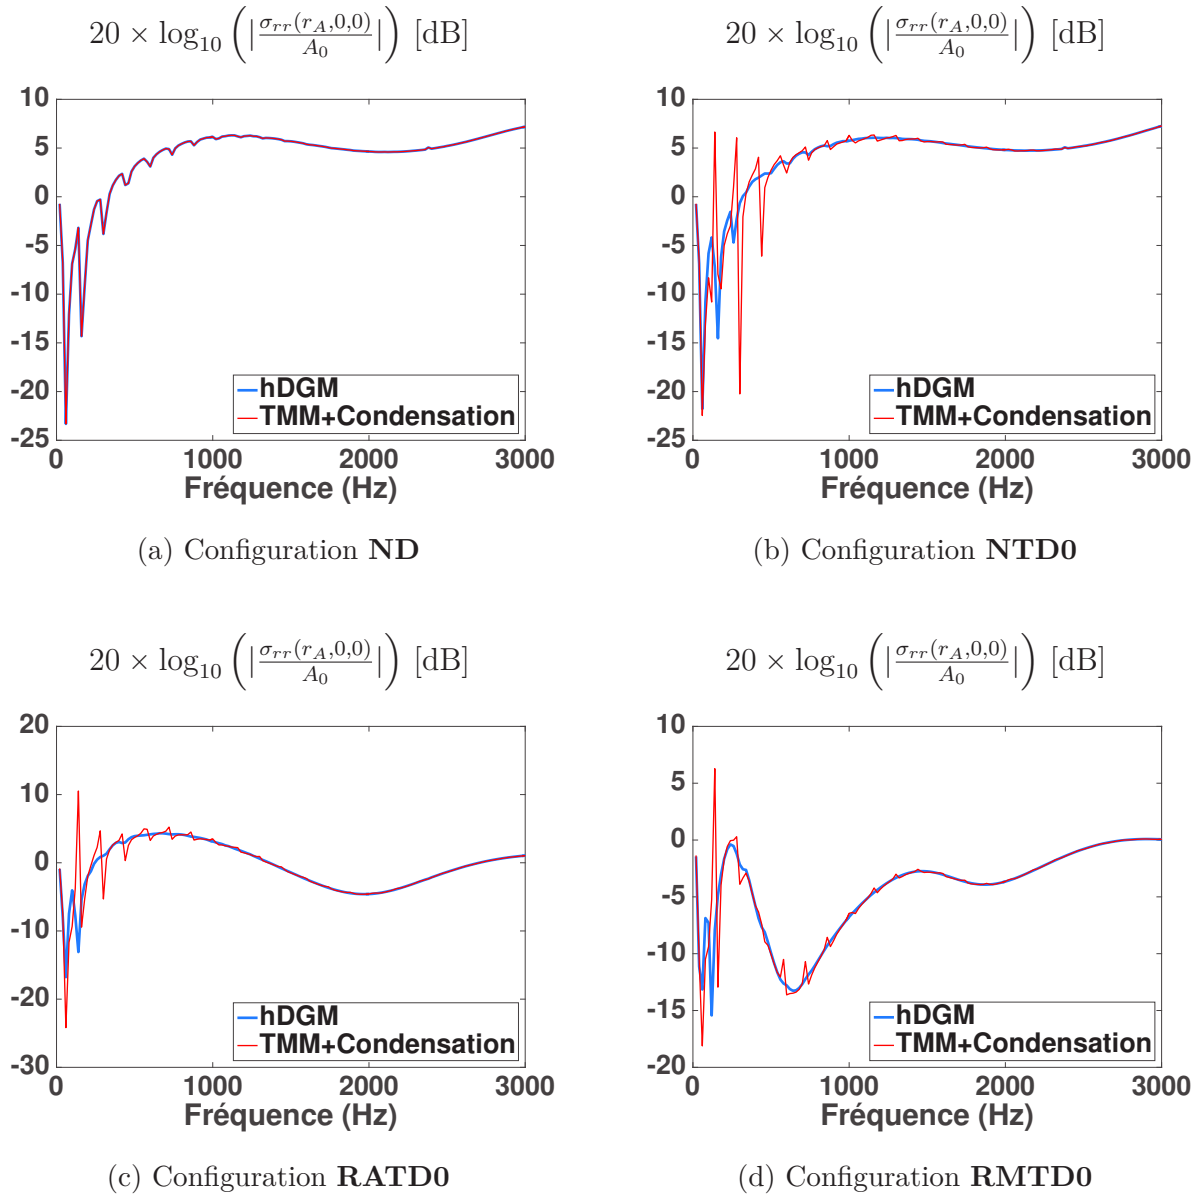 20 × log₁₀ (|σᵣᵣ(r_A,0,0)/A₀|) [dB]
10
5
0
-5
-10
-15
-20
-25
0 1000 2000 3000
hDGM
TMM+Condensation
Fréquence (Hz)
(a) Configuration ND
20 × log₁₀ (|σᵣᵣ(r_A,0,0)/A₀|) [dB]
10
5
0
-5
-10
-15
-20
-25
0 1000 2000 3000
hDGM
TMM+Condensation
Fréquence (Hz)
(b) Configuration NTD0
20 × log₁₀ (|σᵣᵣ(r_A,0,0)/A₀|) [dB]
20
10
0
-10
-20
-30
0 1000 2000 3000
hDGM
TMM+Condensation
Fréquence (Hz)
(c) Configuration RATD0
20 × log₁₀ (|σᵣᵣ(r_A,0,0)/A₀|) [dB]
10
5
0
-5
-10
-15
-20
0 1000 2000 3000
hDGM
TMM+Condensation
Fréquence (Hz)
(d) Configuration RMTD0